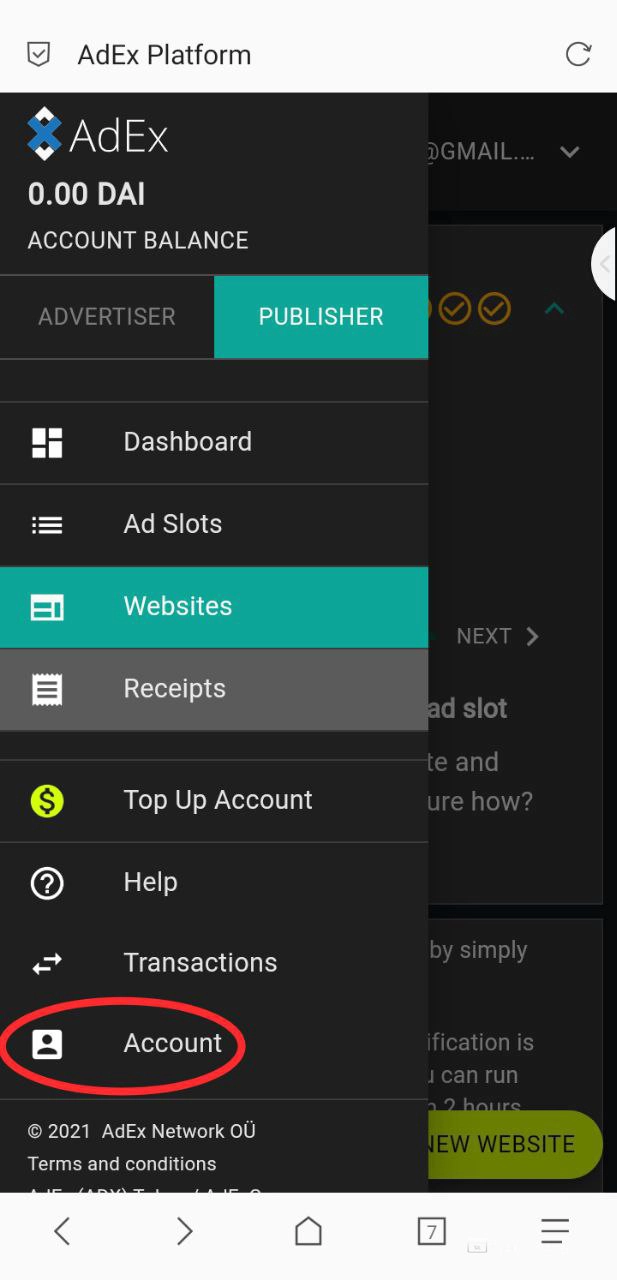 AdEx Platform
AdEx
@GMAIL....
0.00 DAI
ACCOUNT BALANCE
ADVERTISER
PUBLISHER
Dashboard
Ad Slots
Websites
NEXT
Receipts
ad slot
te and
Top Up Account
ure how?
Help
by simply
Transactions
ification is
Account
u can run
2 hours
© 2021 AdEx Network OÜ
NEW WEBSITE
Terms and conditions
7